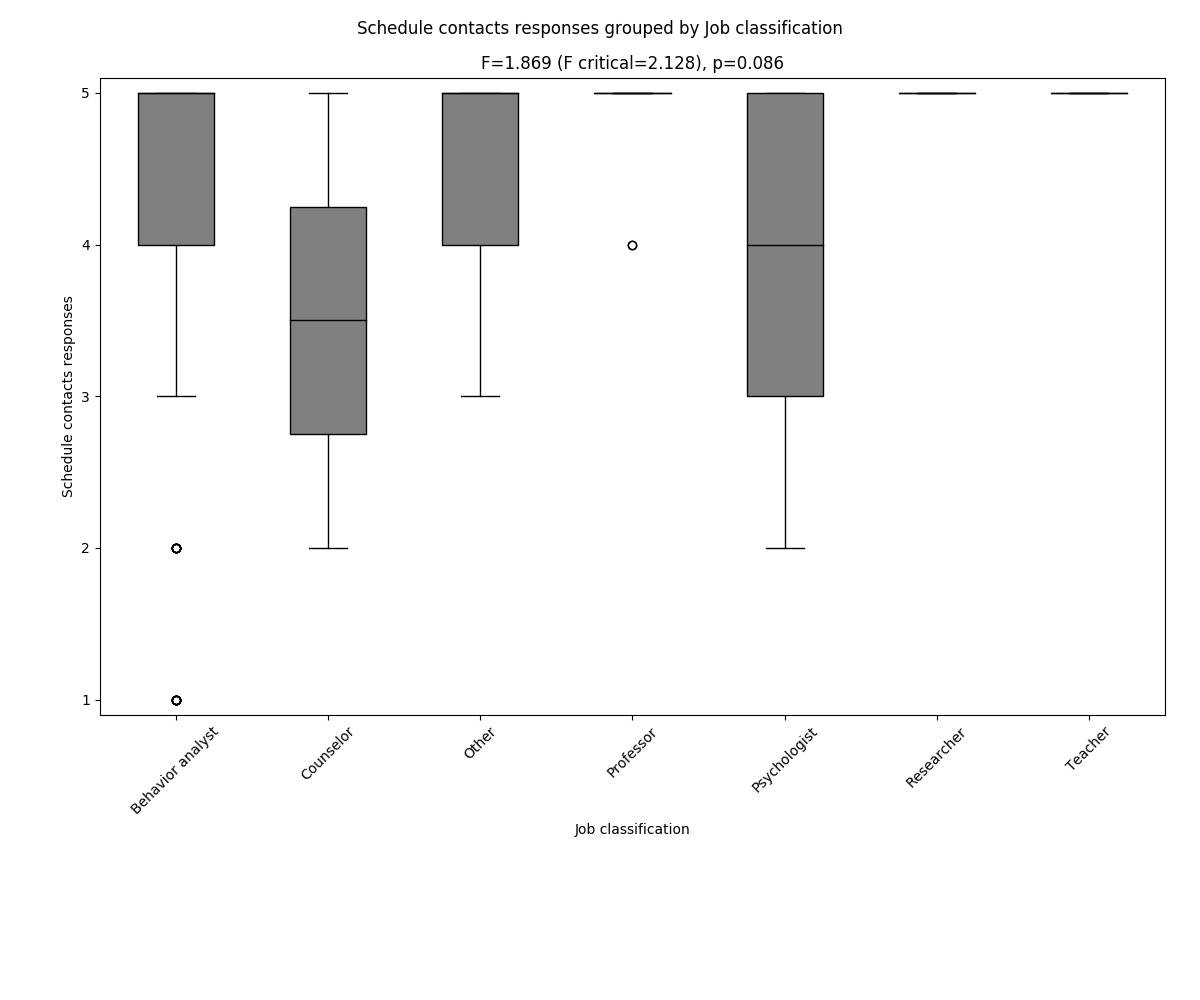 Schedule contacts responses grouped by Job classification
F=1.869 (F critical=2.128), p=0.086
5
4
3
2
1
Schedule contacts responses
Behavior analyst
Counselor
Other
Professor
Psychologist
Researcher
Teacher
Job classification